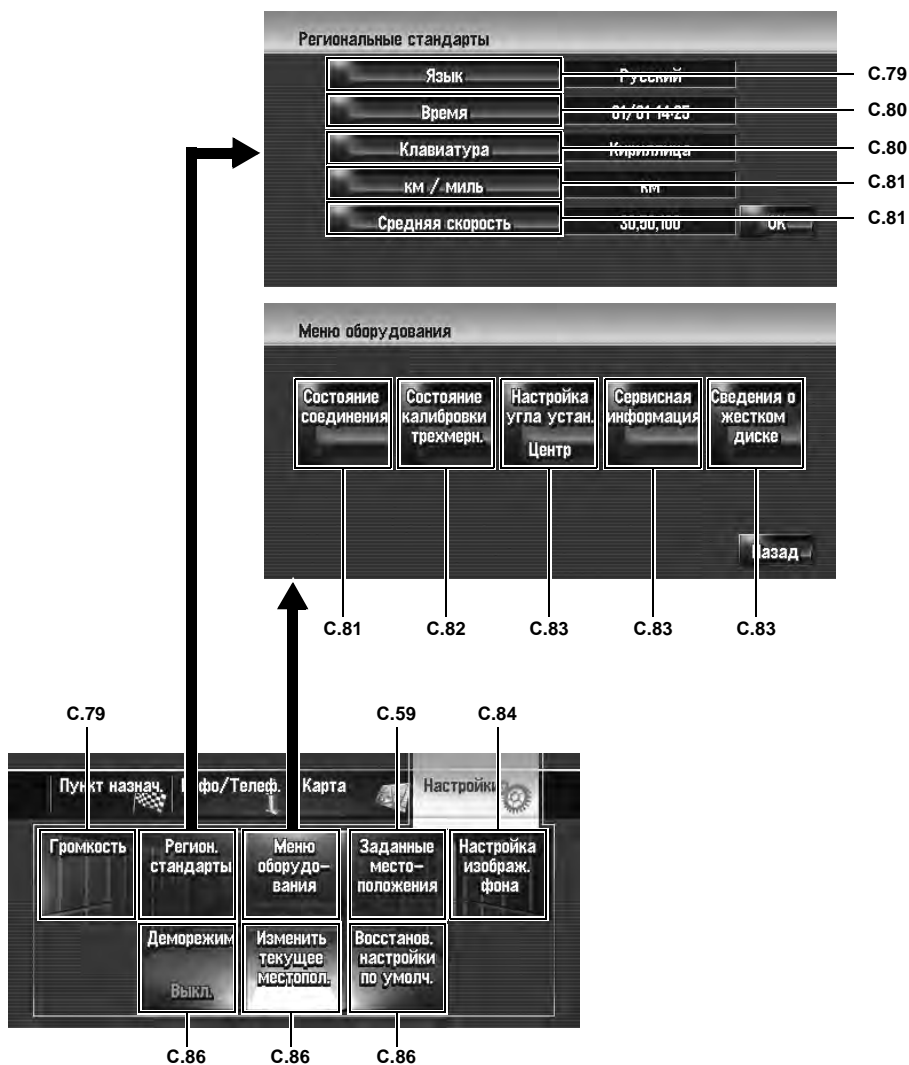 Региональные стандарты
Язык Русский С.79
Время 01/01 14:25 С.80
Клавиатура Кириллица С.80
км / миль км С.81
Средняя скорость 30,50,100 OK С.81
Меню оборудования
Состояние соединения
Состояние калибровки трехмерн.
Настройка угла устан.
Центр
Сервисная информация
Сведения о жестком диске
Назад
С.81 С.82 С.83 С.83 С.83
С.79 С.59 С.84
Пункт назнач. Инфо/Телеф. Карта Настройки
Громкость
Регион. стандарты
Меню оборудо-
вания
Заданные
место-
положения
Настройка
изображ.
фона
Деморежим
Выкл.
Изменить
текущее
местопол.
Восстанов.
настройки
по умолч.
С.86 С.86 С.86